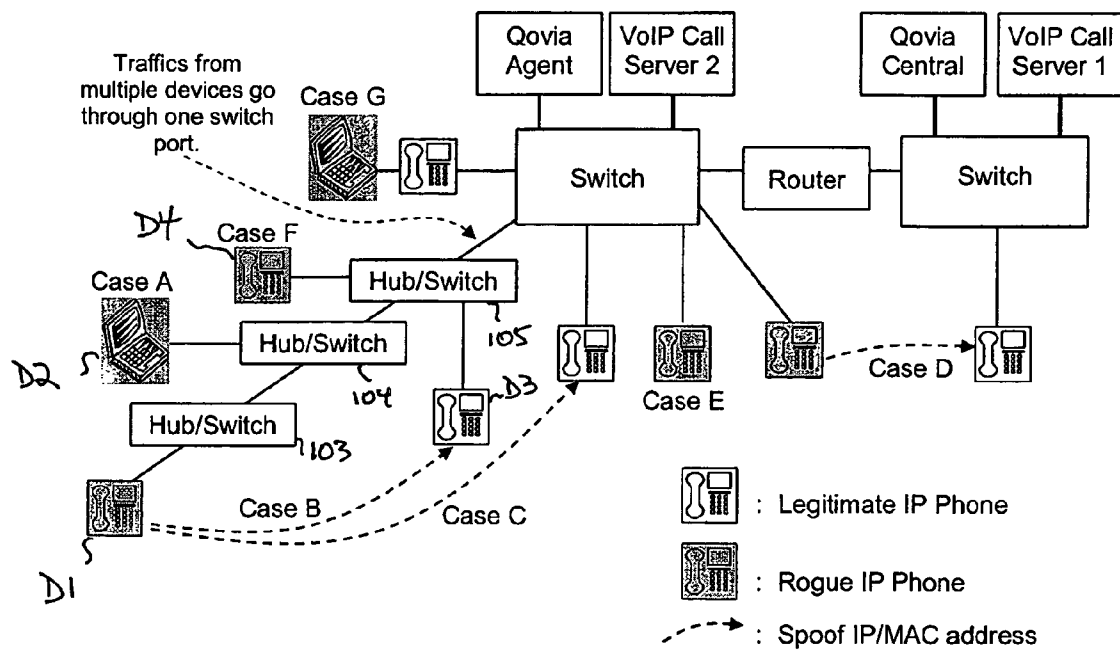 Qovia
Agent
VoIP Call
Server 2
Qovia
Central
VoIP Call
Server 1
Traffics from
multiple devices go
through one switch
port.
Case G
Switch
Router
Switch
D4
Case F
Hub/Switch
105
Case A
D2
Hub/Switch
104
D3
Case E
Case D
Hub/Switch
103
Case B
Case C
D1
: Legitimate IP Phone
: Rogue IP Phone
: Spoof IP/MAC address